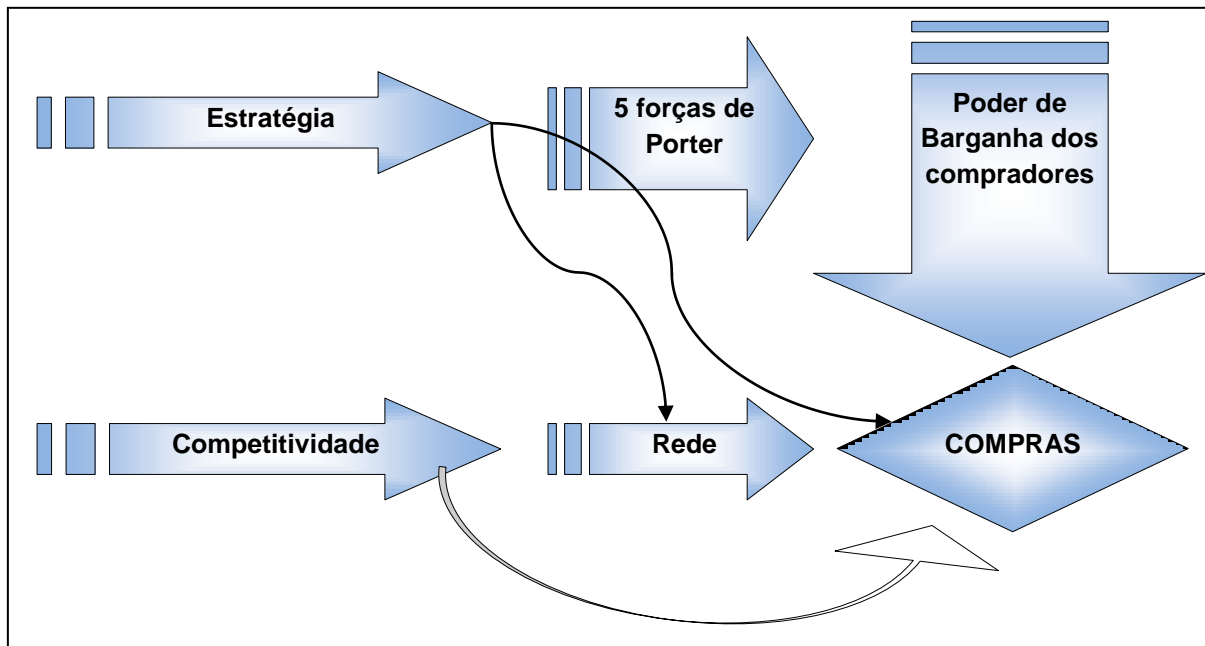 Estratégia
5 forças de
Porter
Poder de
Barganha dos
compradores
Competitividade
Rede
COMPRAS